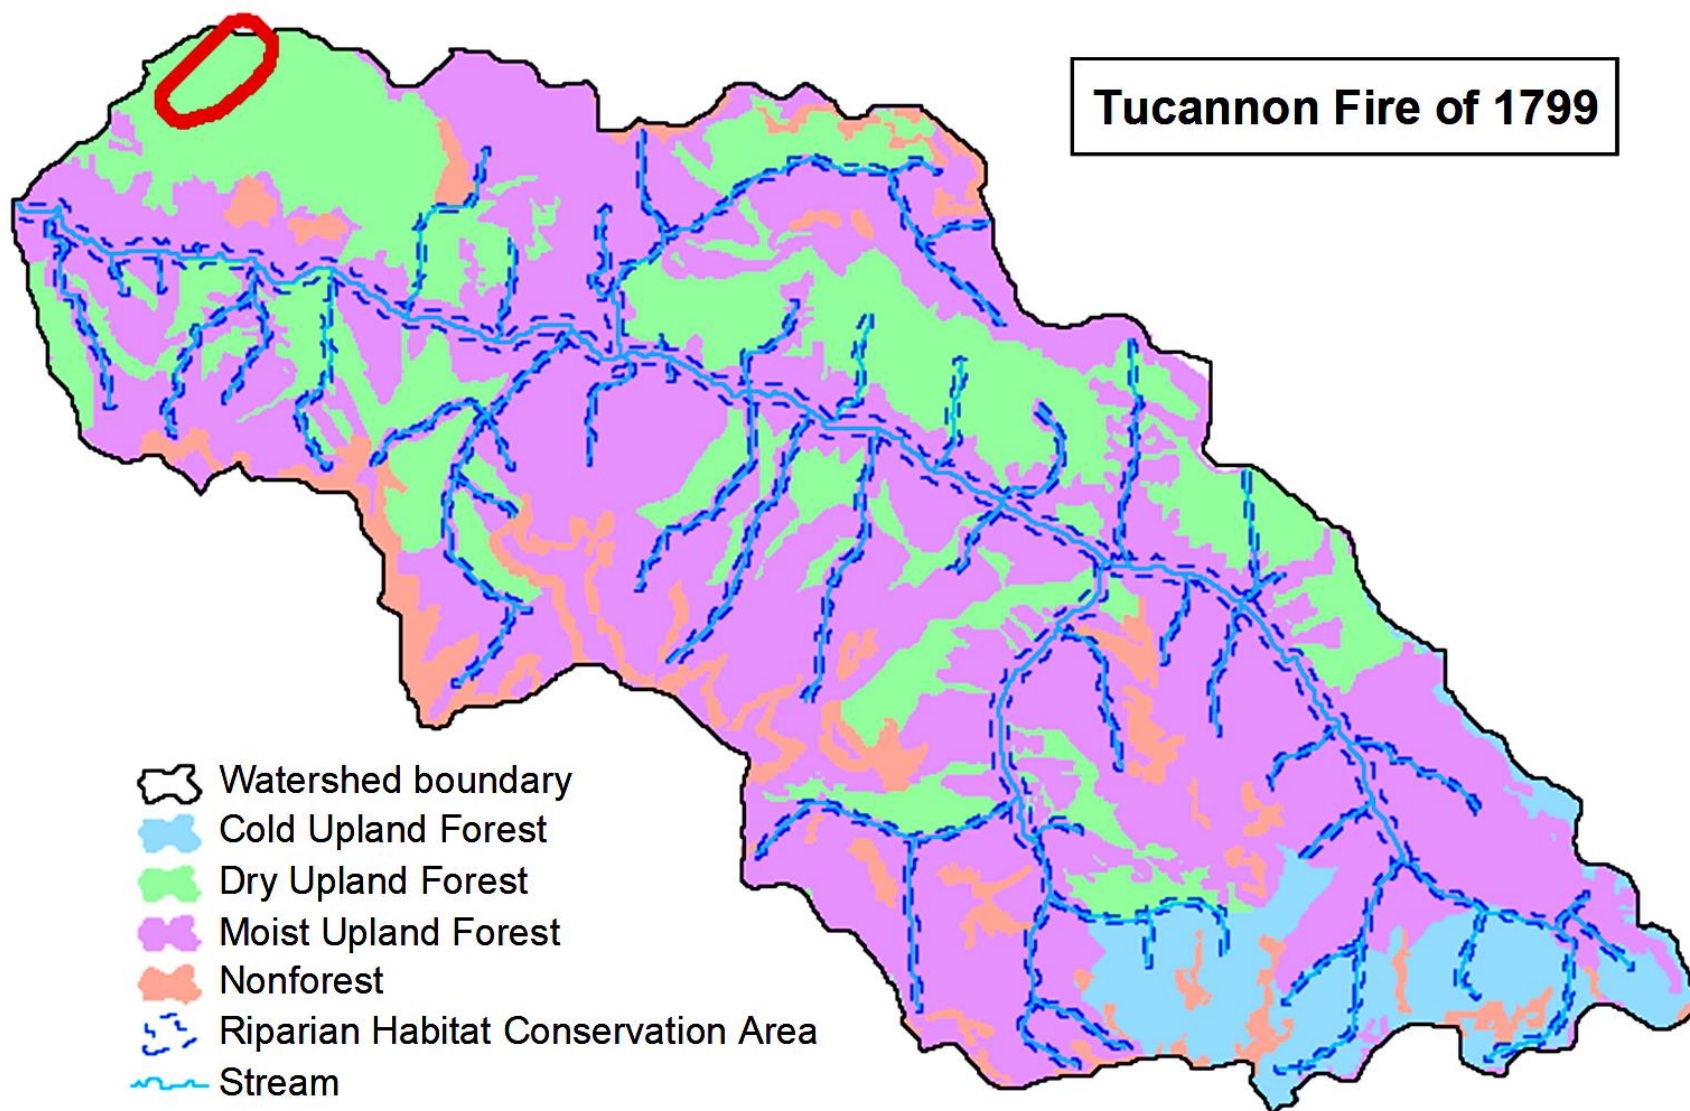 Tucannon Fire of 1799
Watershed boundary
Cold Upland Forest
Dry Upland Forest
Moist Upland Forest
Nonforest
Riparian Habitat Conservation Area
Stream